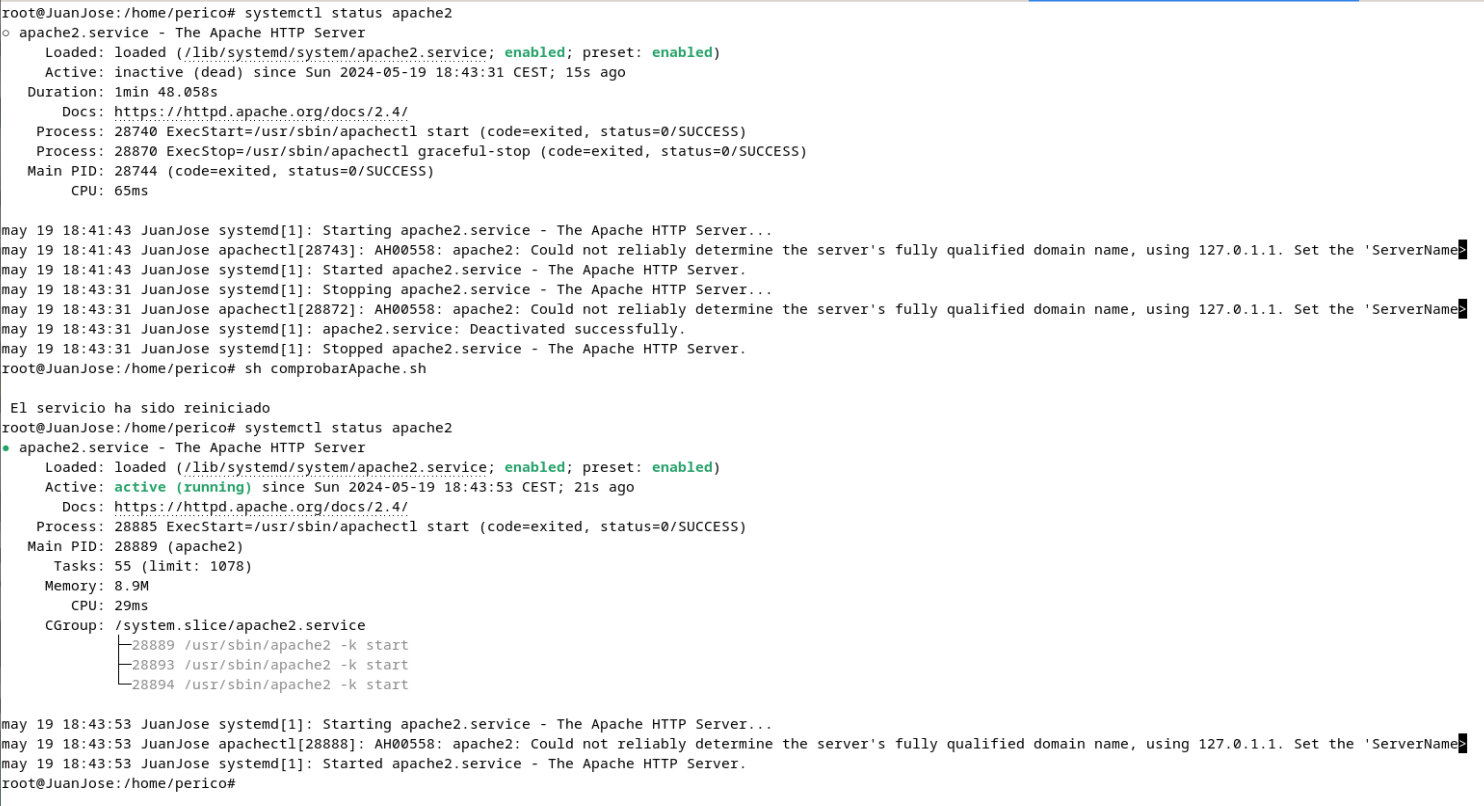 root@JuanJose:/home/perico# systemctl status apache2
○ apache2.service - The Apache HTTP Server
     Loaded: loaded (/lib/systemd/system/apache2.service; enabled; preset: enabled)
     Active: inactive (dead) since Sun 2024-05-19 18:43:31 CEST; 15s ago
   Duration: 1min 48.058s
       Docs: https://httpd.apache.org/docs/2.4/
    Process: 28740 ExecStart=/usr/sbin/apachectl start (code=exited, status=0/SUCCESS)
    Process: 28870 ExecStop=/usr/sbin/apachectl graceful-stop (code=exited, status=0/SUCCESS)
   Main PID: 28744 (code=exited, status=0/SUCCESS)
        CPU: 65ms

may 19 18:41:43 JuanJose systemd[1]: Starting apache2.service - The Apache HTTP Server...
may 19 18:41:43 JuanJose apachectl[28743]: AH00558: apache2: Could not reliably determine the server's fully qualified domain name, using 127.0.1.1. Set the 'ServerName>
may 19 18:41:43 JuanJose systemd[1]: Started apache2.service - The Apache HTTP Server.
may 19 18:43:31 JuanJose systemd[1]: Stopping apache2.service - The Apache HTTP Server...
may 19 18:43:31 JuanJose apachectl[28872]: AH00558: apache2: Could not reliably determine the server's fully qualified domain name, using 127.0.1.1. Set the 'ServerName>
may 19 18:43:31 JuanJose systemd[1]: apache2.service: Deactivated successfully.
may 19 18:43:31 JuanJose systemd[1]: Stopped apache2.service - The Apache HTTP Server.
root@JuanJose:/home/perico# sh comprobarApache.sh

 El servicio ha sido reiniciado
root@JuanJose:/home/perico# systemctl status apache2
● apache2.service - The Apache HTTP Server
     Loaded: loaded (/lib/systemd/system/apache2.service; enabled; preset: enabled)
     Active: active (running) since Sun 2024-05-19 18:43:53 CEST; 21s ago
       Docs: https://httpd.apache.org/docs/2.4/
    Process: 28885 ExecStart=/usr/sbin/apachectl start (code=exited, status=0/SUCCESS)
   Main PID: 28889 (apache2)
      Tasks: 55 (limit: 1078)
     Memory: 8.9M
        CPU: 29ms
     CGroup: /system.slice/apache2.service
             ├─28889 /usr/sbin/apache2 -k start
             ├─28893 /usr/sbin/apache2 -k start
             └─28894 /usr/sbin/apache2 -k start

may 19 18:43:53 JuanJose systemd[1]: Starting apache2.service - The Apache HTTP Server...
may 19 18:43:53 JuanJose apachectl[28888]: AH00558: apache2: Could not reliably determine the server's fully qualified domain name, using 127.0.1.1. Set the 'ServerName>
may 19 18:43:53 JuanJose systemd[1]: Started apache2.service - The Apache HTTP Server.
root@JuanJose:/home/perico#